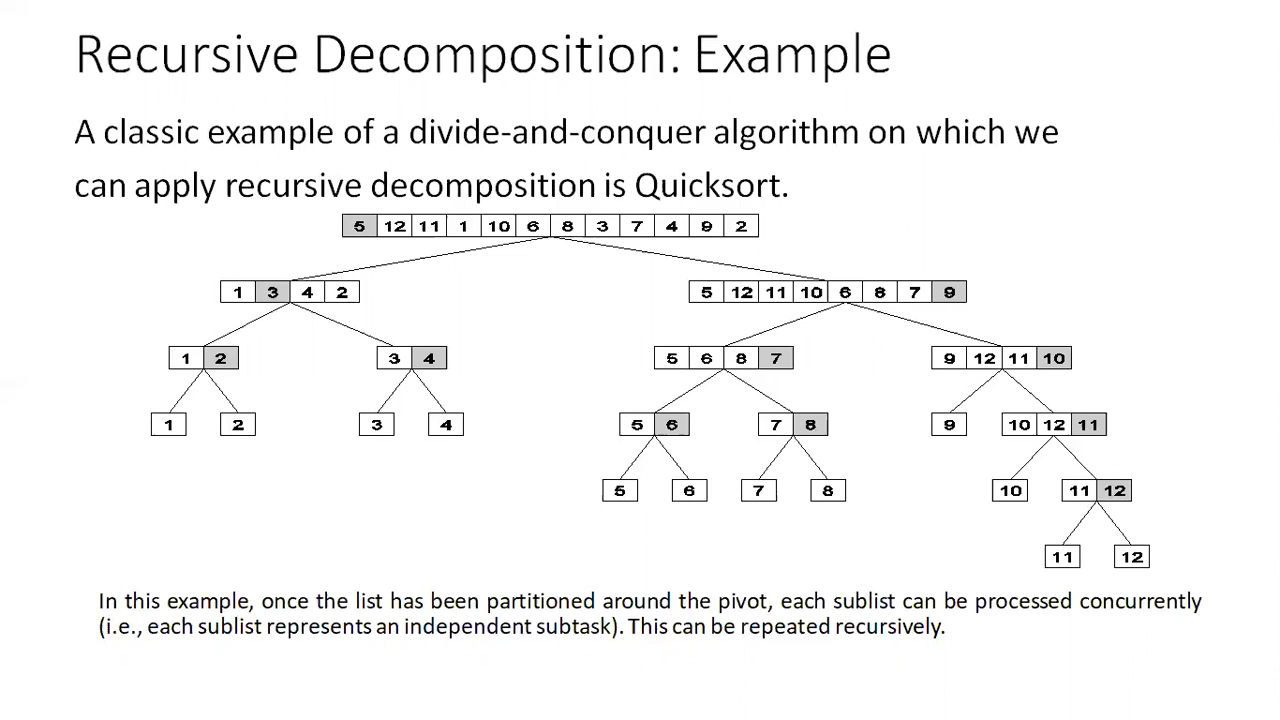 Recursive Decomposition: Example
A classic example of a divide-and-conquer algorithm on which we
can apply recursive decomposition is Quicksort.
5 12 11 1 10 6 8 3 7 4 9 2
1 3 4 2 5 12 11 10 6 8 7 9
1 2 3 4 5 6 8 7 9 12 11 10
1 2 3 4 5 6 7 8 9 10 12 11
5 6 7 8 10 11 12
11 12
In this example, once the list has been partitioned around the pivot, each sublist can be processed concurrently
(i.e., each sublist represents an independent subtask). This can be repeated recursively.